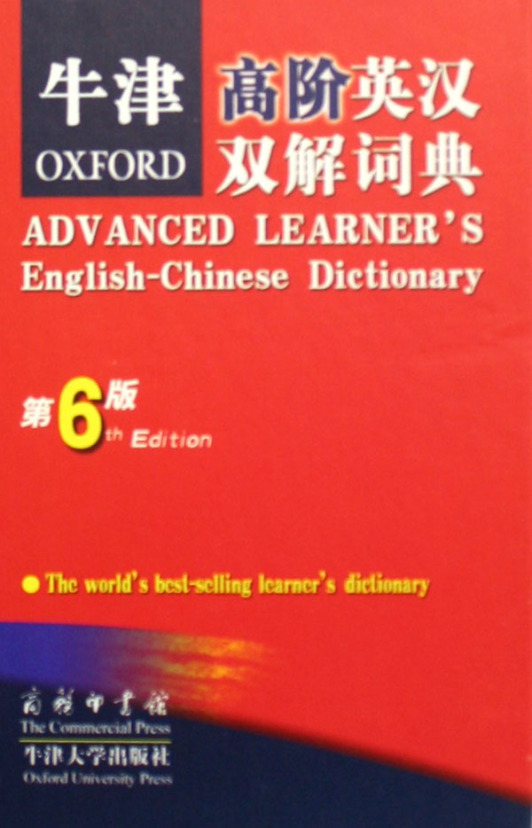 牛津
OXFORD
高阶英汉
双解词典
ADVANCED LEARNER'S
English-Chinese Dictionary
第6版
6th Edition
The world's best-selling learner's dictionary
商务印书馆
The Commercial Press
牛津大学出版社
Oxford University Press